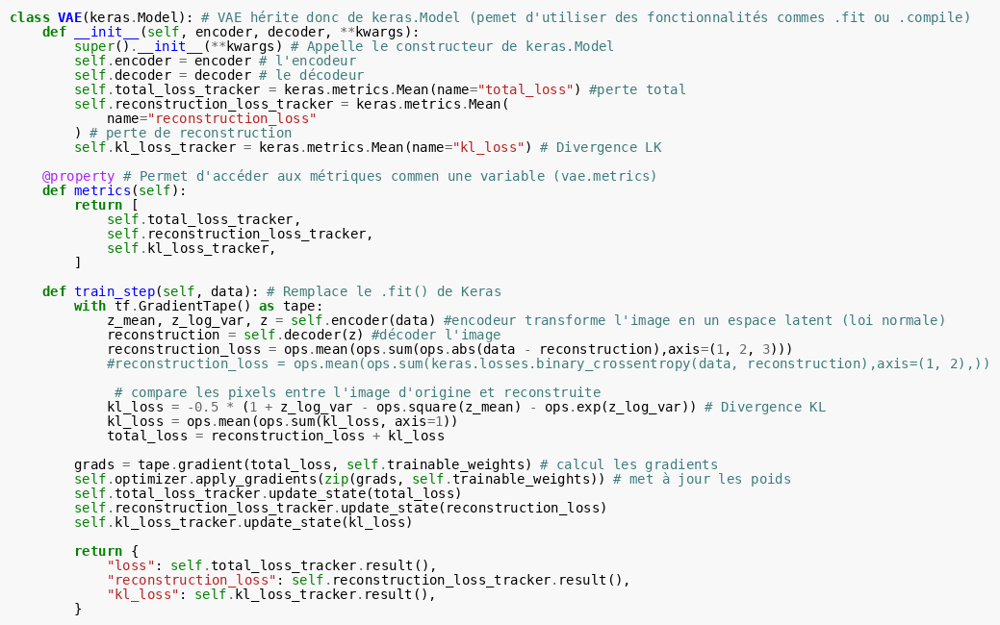 class VAE(keras.Model): # VAE hérite donc de keras.Model (pemet d'utiliser des fonctionnalités commes .fit ou .compile)
    def __init__(self, encoder, decoder, **kwargs):
        super().__init__(**kwargs) # Appelle le constructeur de keras.Model
        self.encoder = encoder # l'encodeur
        self.decoder = decoder # le décodeur
        self.total_loss_tracker = keras.metrics.Mean(name="total_loss") #perte total
        self.reconstruction_loss_tracker = keras.metrics.Mean(
            name="reconstruction_loss"
        ) # perte de reconstruction
        self.kl_loss_tracker = keras.metrics.Mean(name="kl_loss") # Divergence LK

    @property # Permet d'accéder aux métriques commen une variable (vae.metrics)
    def metrics(self):
        return [
            self.total_loss_tracker,
            self.reconstruction_loss_tracker,
            self.kl_loss_tracker,
        ]

    def train_step(self, data): # Remplace le .fit() de Keras
        with tf.GradientTape() as tape:
            z_mean, z_log_var, z = self.encoder(data) #encodeur transforme l'image en un espace latent (loi normale)
            reconstruction = self.decoder(z) #décoder l'image
            reconstruction_loss = ops.mean(ops.sum(ops.abs(data - reconstruction),axis=(1, 2, 3)))
            #reconstruction_loss = ops.mean(ops.sum(keras.losses.binary_crossentropy(data, reconstruction),axis=(1, 2),))

             # compare les pixels entre l'image d'origine et reconstruite
            kl_loss = -0.5 * (1 + z_log_var - ops.square(z_mean) - ops.exp(z_log_var)) # Divergence KL
            kl_loss = ops.mean(ops.sum(kl_loss, axis=1))
            total_loss = reconstruction_loss + kl_loss

        grads = tape.gradient(total_loss, self.trainable_weights) # calcul les gradients
        self.optimizer.apply_gradients(zip(grads, self.trainable_weights)) # met à jour les poids
        self.total_loss_tracker.update_state(total_loss)
        self.reconstruction_loss_tracker.update_state(reconstruction_loss)
        self.kl_loss_tracker.update_state(kl_loss)

        return {
            "loss": self.total_loss_tracker.result(),
            "reconstruction_loss": self.reconstruction_loss_tracker.result(),
            "kl_loss": self.kl_loss_tracker.result(),
        }